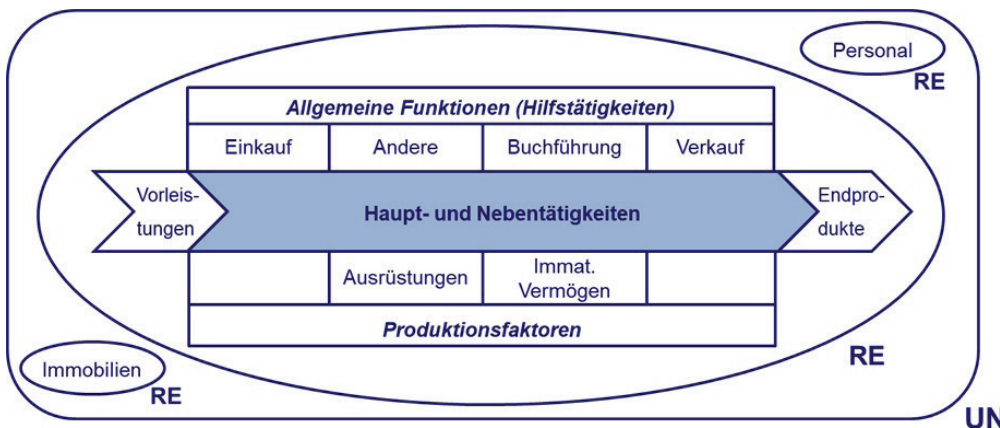 Personal
RE
Allgemeine Funktionen (Hilfstätigkeiten)
Einkauf
Andere
Buchführung
Verkauf
Vorleis-
tungen
Haupt- und Nebentätigkeiten
Endpro-
dukte
Ausrüstungen
Immat.
Vermögen
Produktionsfaktoren
Immobilien
RE
RE
UN